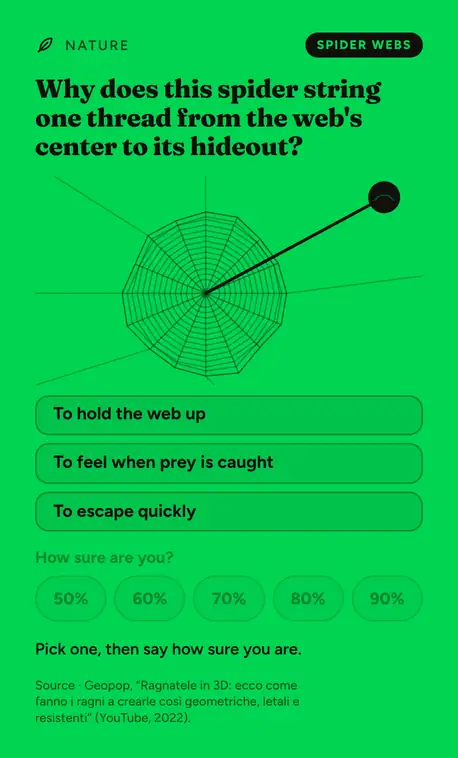 NATURE
SPIDER WEBS
Why does this spider string
one thread from the web's
center to its hideout?
To hold the web up
To feel when prey is caught
To escape quickly
How sure are you?
50% 60% 70% 80% 90%
Pick one, then say how sure you are.
Source · Geopop, "Ragnatele in 3D: ecco come
fanno i ragni a crearle così geometriche, letali e
resistenti" (YouTube, 2022).